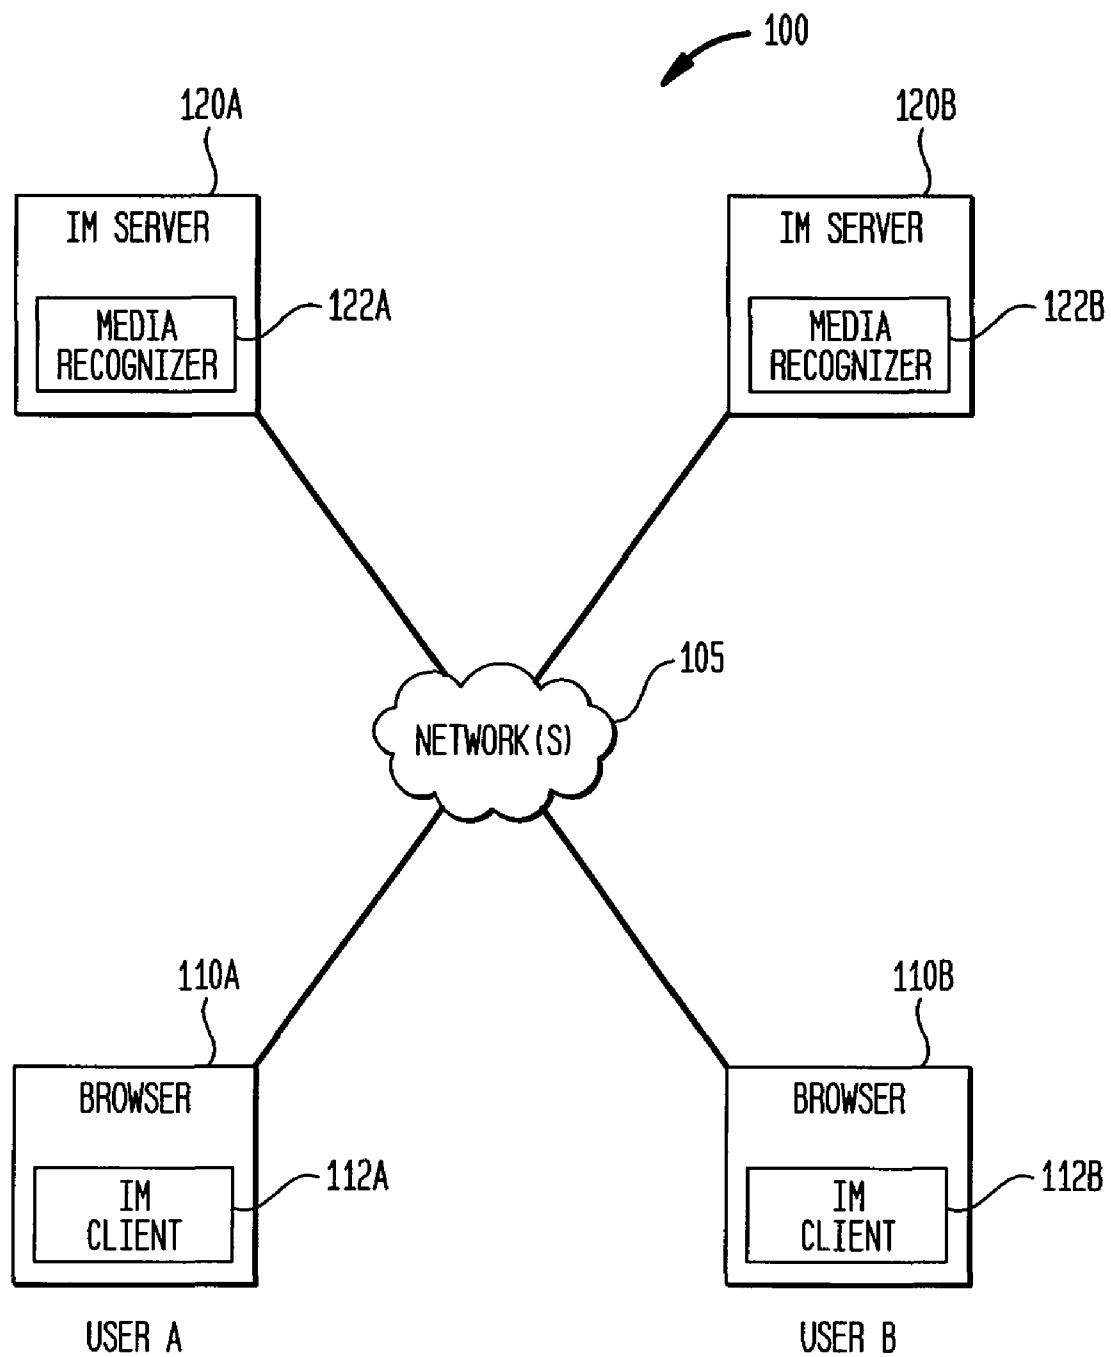 100
120A
120B
IM SERVER
IM SERVER
122A
122B
MEDIA
RECOGNIZER
MEDIA
RECOGNIZER
105
NETWORK(S)
110A
110B
BROWSER
BROWSER
112A
112B
IM
CLIENT
IM
CLIENT
USER A
USER B